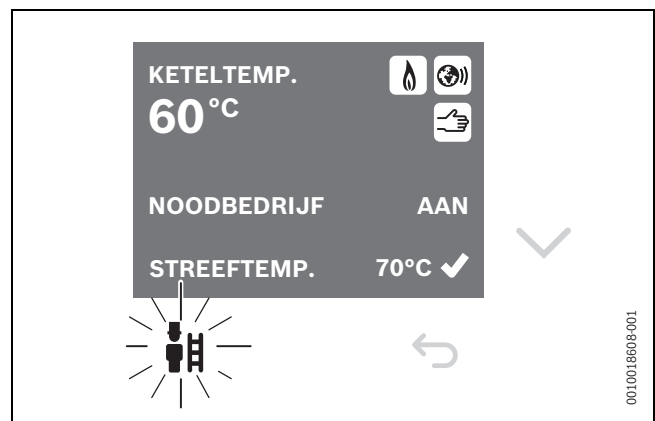 KETELTEMP.
60°C
NOODBEDRIJF AAN
STREEFTEMP. 70°C
0010018608-001